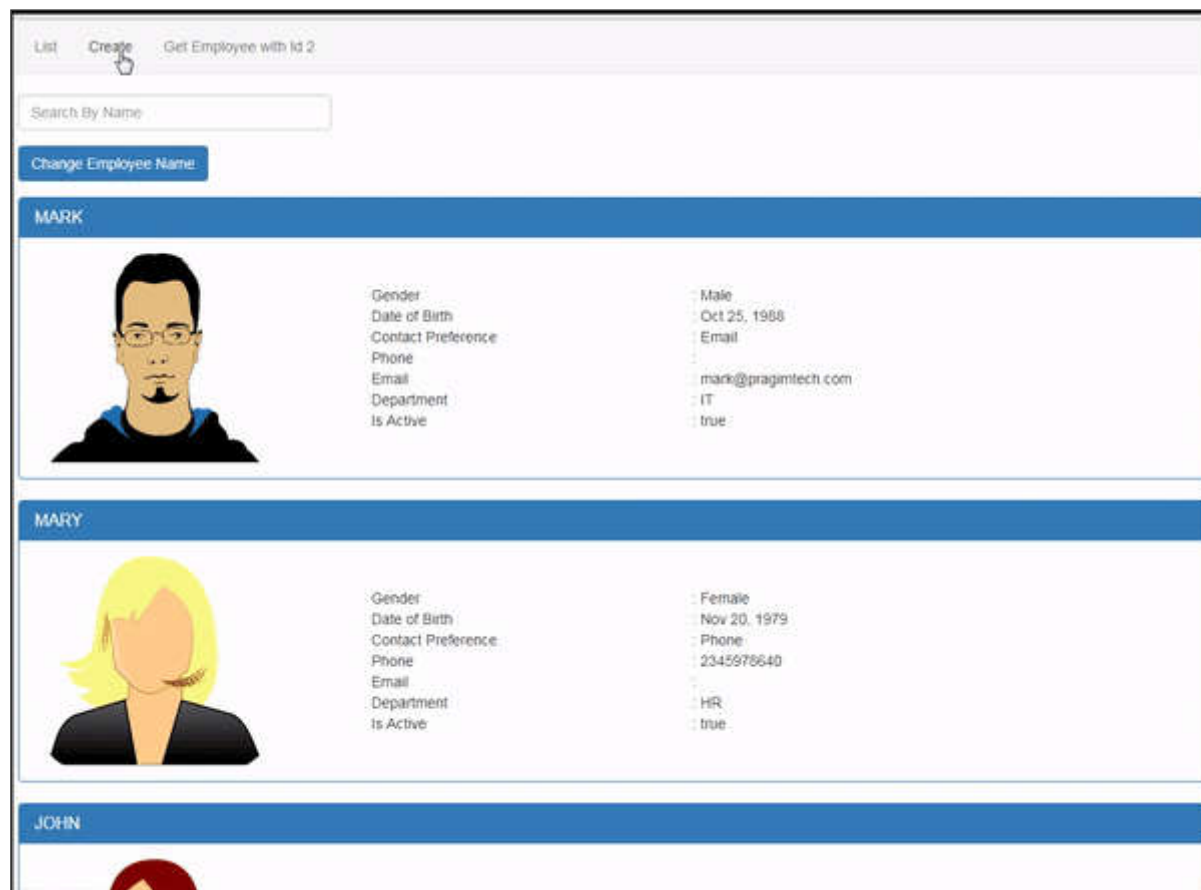 List Create Get Employee with Id 2
Search By Name
Change Employee Name
MARK
Gender : Male
Date of Birth : Oct 25, 1988
Contact Preference : Email
Phone :
Email : mark@pragimtech.com
Department : IT
Is Active : true
MARY
Gender : Female
Date of Birth : Nov 20, 1979
Contact Preference : Phone
Phone : 2345978640
Email :
Department : HR
Is Active : true
JOHN